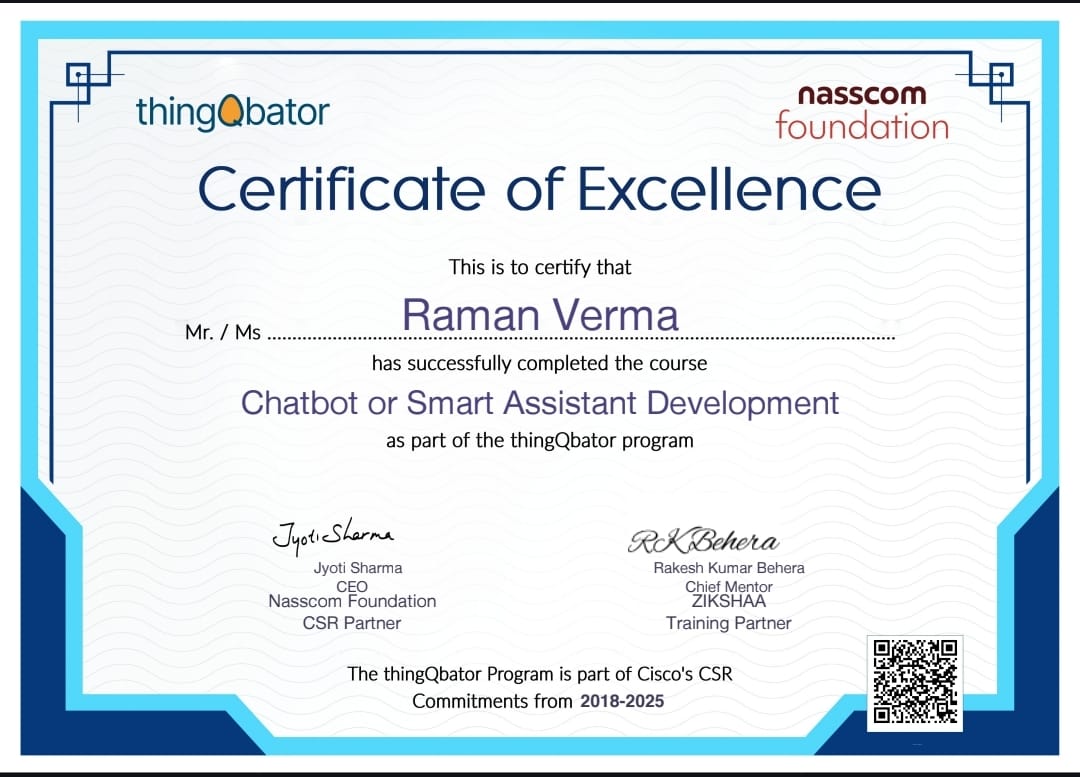 thingQbator
nasscom
foundation
Certificate of Excellence
This is to certify that
Mr. / Ms Raman Verma
has successfully completed the course
Chatbot or Smart Assistant Development
as part of the thingQbator program
Jyoti Sharma
Jyoti Sharma
CEO
Nasscom Foundation
CSR Partner
RKBehera
Rakesh Kumar Behera
Chief Mentor
ZIKSHAA
Training Partner
The thingQbator Program is part of Cisco's CSR
Commitments from 2018-2025